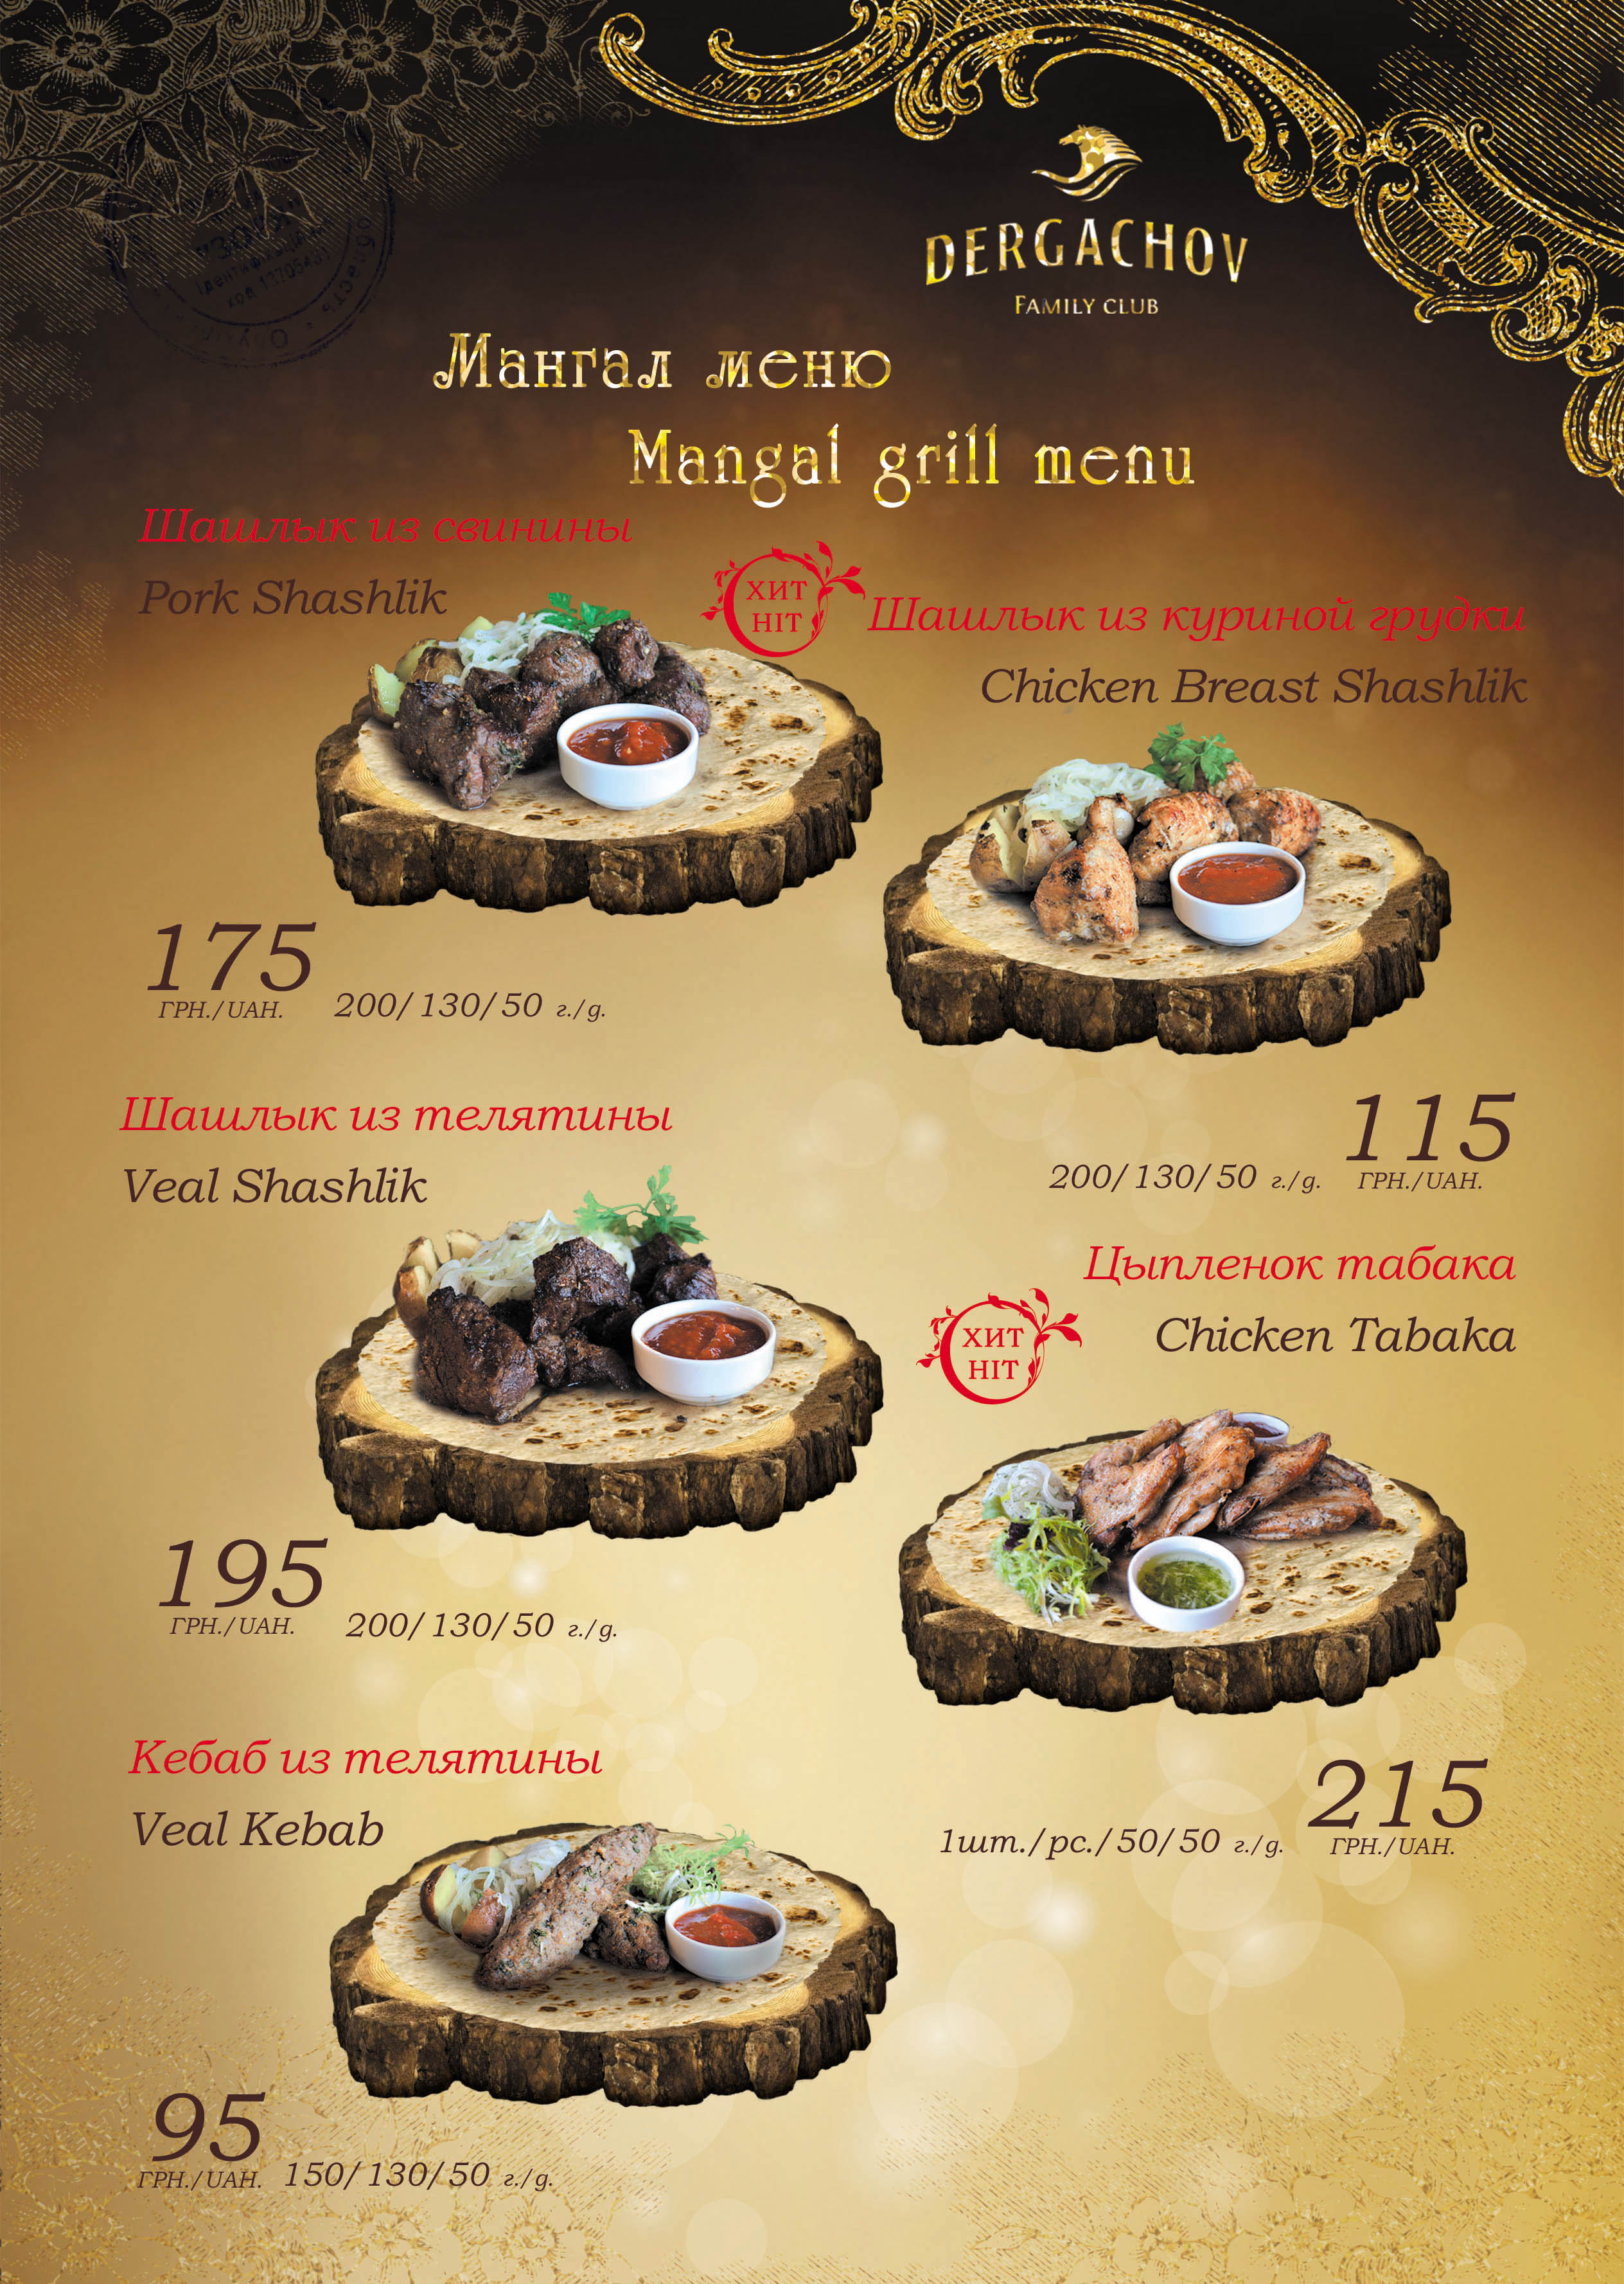 DERGACHOV
FAMILY CLUB
Мангал меню
Mangal grill menu
Шашлык из свинины
Pork Shashlik
ХИТ
HIT
175
ГРН./UAH.
200/130/50 г./g.
Шашлык из куриной грудки
Chicken Breast Shashlik
200/130/50 г./g.
115
ГРН./UAH.
Шашлык из телятины
Veal Shashlik
195
ГРН./UAH.
200/130/50 г./g.
Цыпленок табака
Chicken Tabaka
ХИТ
HIT
1шт./pc./50/50 г./g.
215
ГРН./UAH.
Кебаб из телятины
Veal Kebab
95
ГРН./UAH.
150/130/50 г./g.